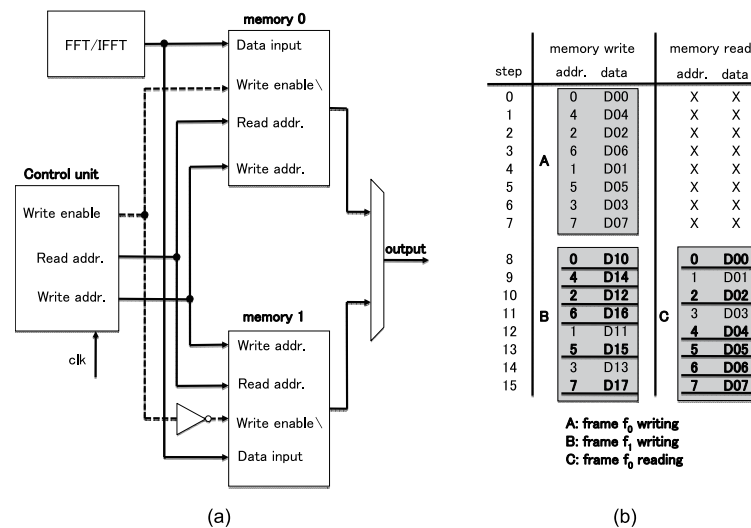 memory 0
FFT/IFFT
Data input
Write enable\
Read addr.
Write addr.
Control unit
Write enable
Read addr.
Write addr.
clk
output
memory 1
Write addr.
Read addr.
Write enable\
Data input
(a)
memory write memory read
step addr. data addr. data
0 0 D00 X X
1 4 D04 X X
2 2 D02 X X
3 6 D06 X X
A
4 1 D01 X X
5 5 D05 X X
6 3 D03 X X
7 7 D07 X X
8 0 D10 0 D00
9 4 D14 1 D01
10 2 D12 2 D02
11 6 D16 3 D03
B C
12 1 D11 4 D04
13 5 D15 5 D05
14 3 D13 6 D06
15 7 D17 7 D07
A: frame f0 writing
B: frame f1 writing
C: frame f0 reading
(b)